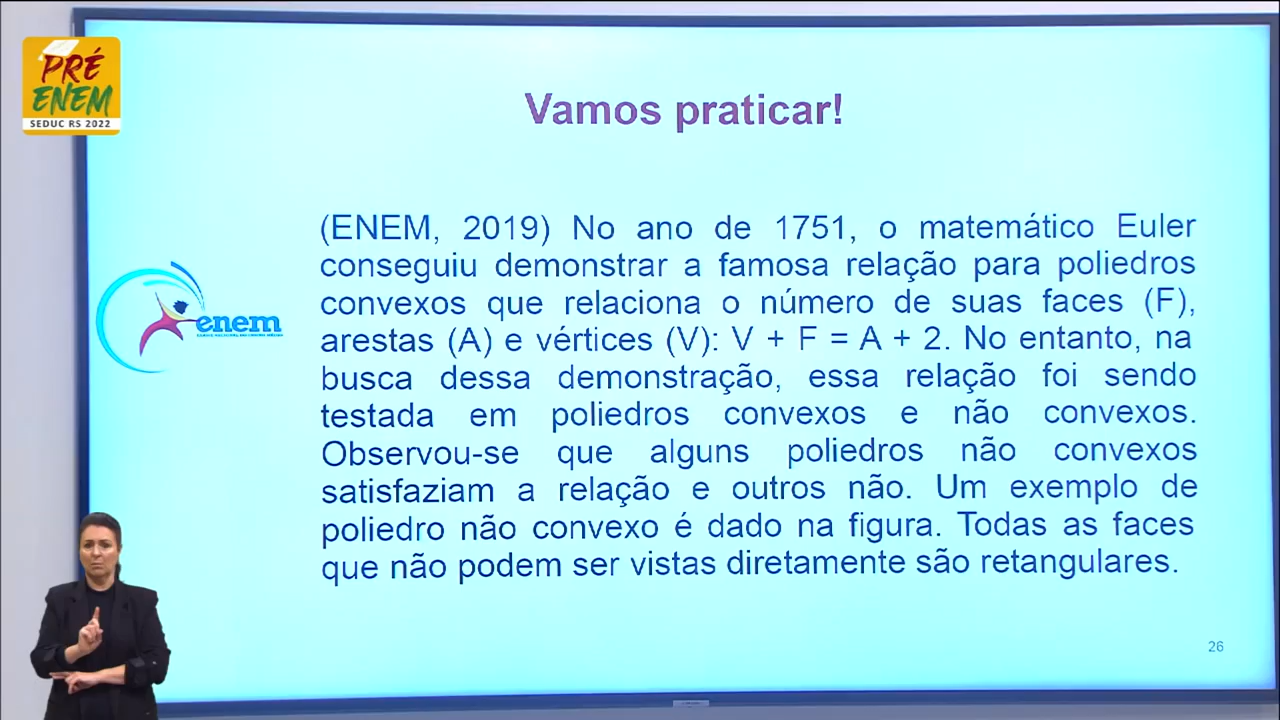 PRÉ
ENEM
SEDUC RS 2022
Vamos praticar!
(ENEM, 2019) No ano de 1751, o matemático Euler
conseguiu demonstrar a famosa relação para poliedros
convexos que relaciona o número de suas faces (F),
arestas (A) e vértices (V): V + F = A + 2. No entanto, na
busca dessa demonstração, essa relação foi sendo
testada em poliedros convexos e não convexos.
Observou-se que alguns poliedros não convexos
satisfaziam a relação e outros não. Um exemplo de
poliedro não convexo é dado na figura. Todas as faces
que não podem ser vistas diretamente são retangulares.
enem
26